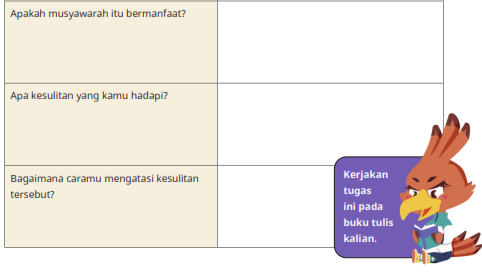 Apakah musyawarah itu bermanfaat?
Apa kesulitan yang kamu hadapi?
Bagaimana caramu mengatasi kesulitan
tersebut?
Kerjakan
tugas
ini pada
buku tulis
kalian.